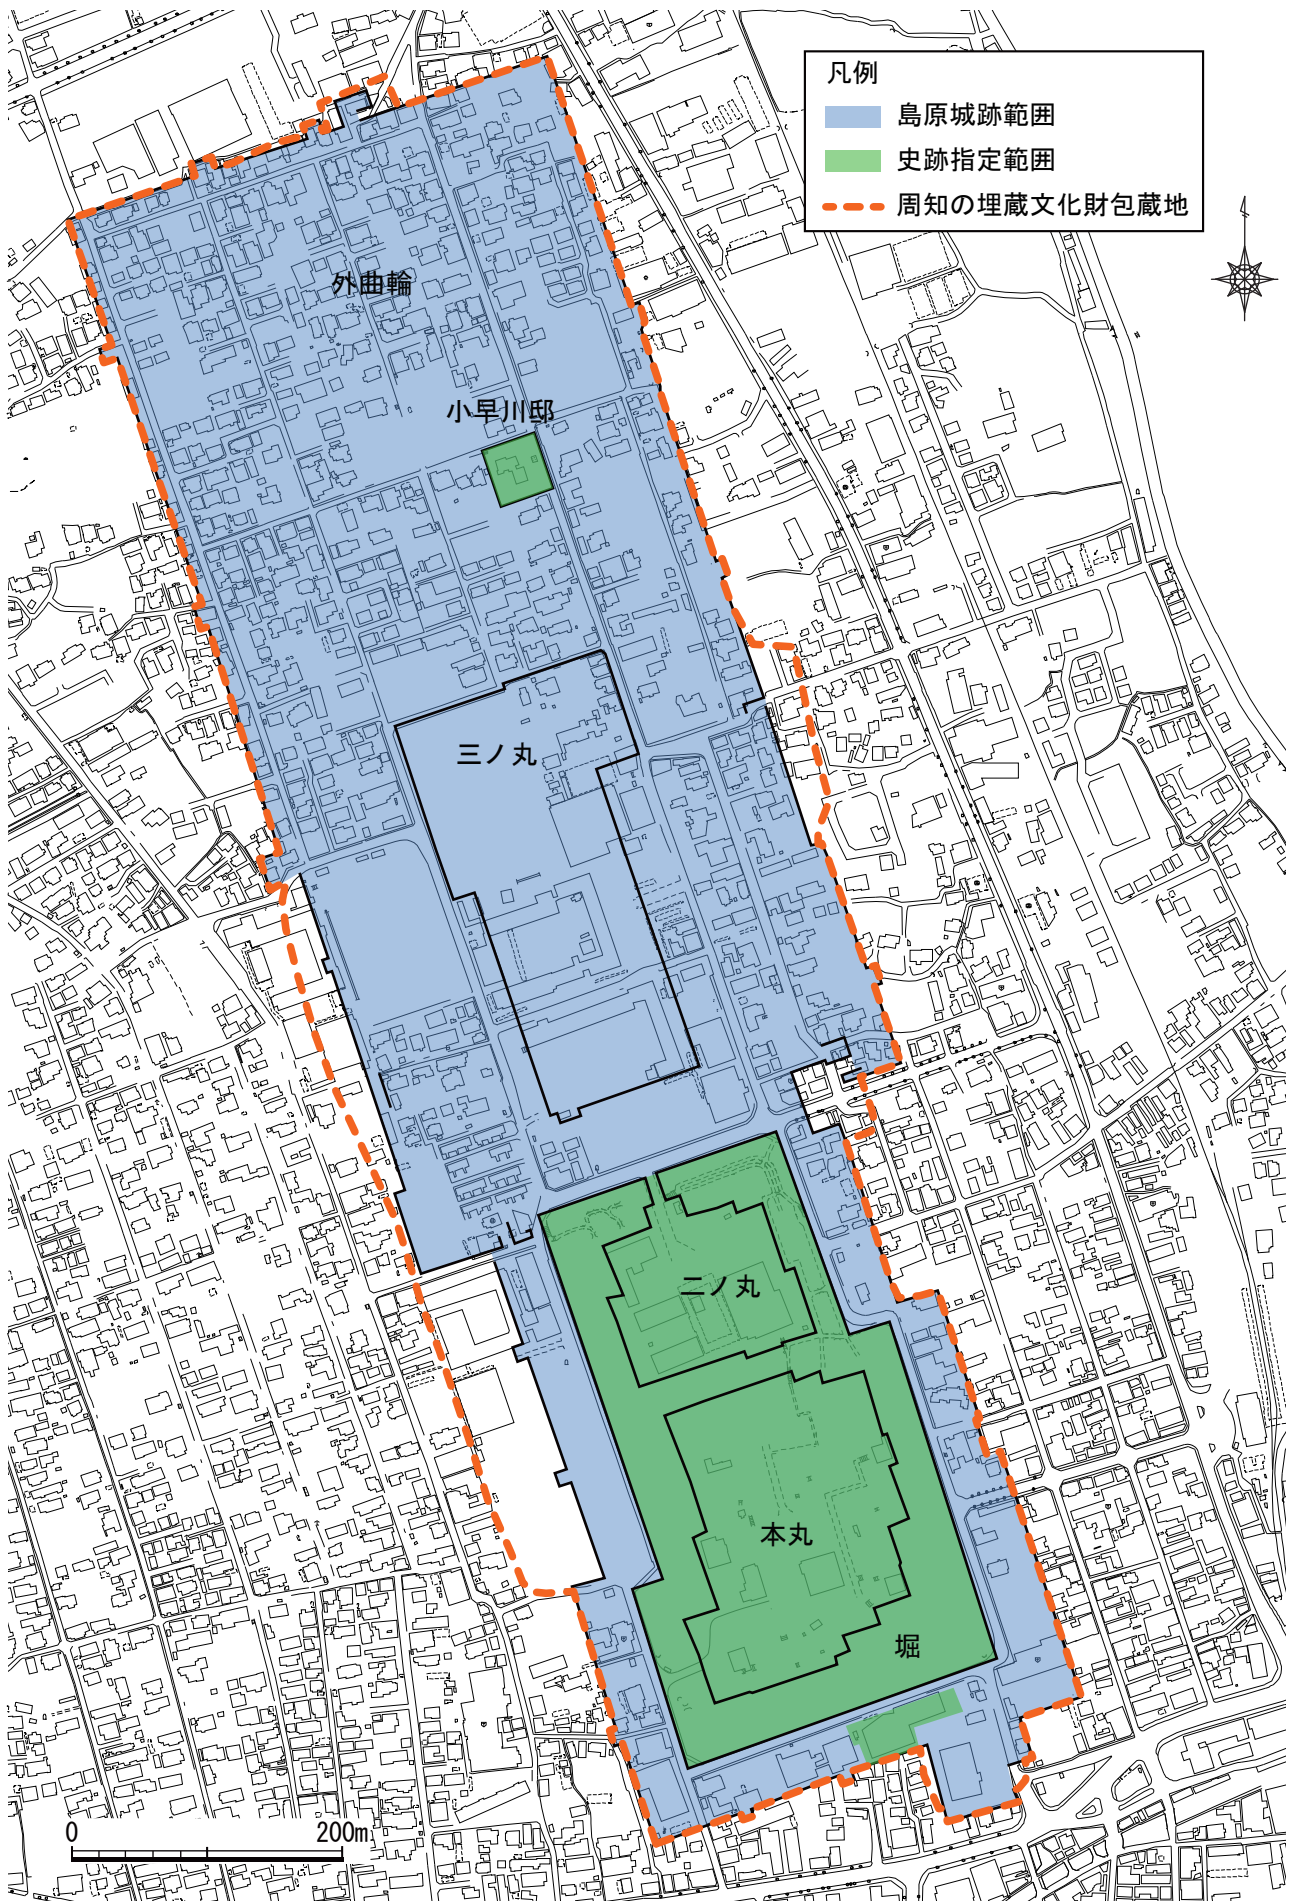 凡例
島原城跡範囲
史跡指定範囲
周知の埋蔵文化財包蔵地
外曲輪
小早川邸
三ノ丸
二ノ丸
本丸
堀
0 200m